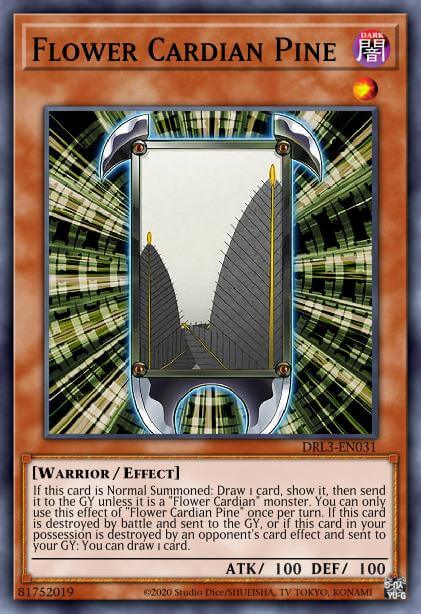 FLOWER CARDIAN PINE
DARK
闇
DRL3-EN031
[WARRIOR / EFFECT]
If this card is Normal Summoned: Draw 1 card, show it, then send
it to the GY unless it is a "Flower Cardian" monster. You can only
use this effect of "Flower Cardian Pine" once per turn. If this card
is destroyed by battle and sent to the GY, or if this card in your
possession is destroyed by an opponent's card effect and sent to
your GY: You can draw 1 card.
ATK/ 100 DEF/ 100
81752019
©2020 Studio Dice/SHUEISHA, TV TOKYO, KONAMI